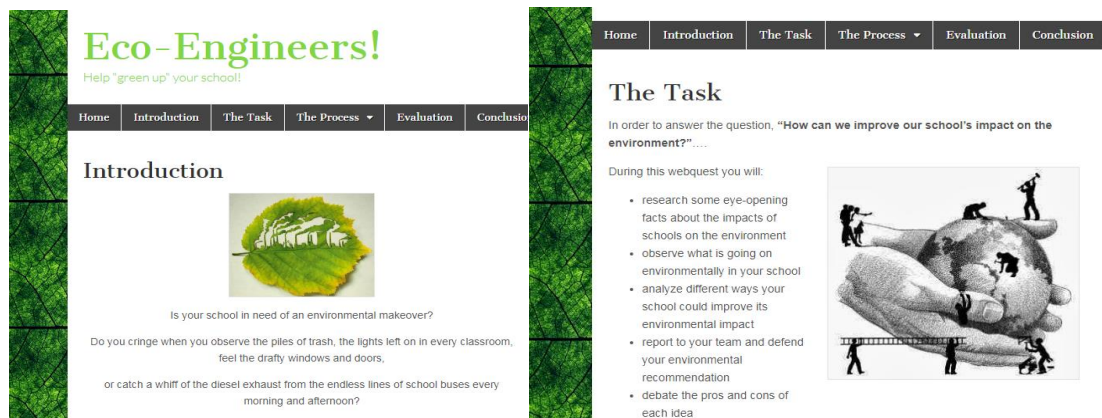 Eco-Engineers!
Help "green up" your school!
Home Introduction The Task The Process Evaluation Conclusio
Introduction
Is your school in need of an environmental makeover?
Do you cringe when you observe the piles of trash, the lights left on in every classroom,
feel the drafty windows and doors,
or catch a whiff of the diesel exhaust from the endless lines of school buses every
morning and afternoon?
Home Introduction The Task The Process Evaluation Conclusion
The Task
In order to answer the question, “How can we improve our school’s impact on the
environment?”….
During this webquest you will:
• research some eye-opening
facts about the impacts of
schools on the environment
• observe what is going on
environmentally in your school
• analyze different ways your
school could improve its
environmental impact
• report to your team and defend
your environmental
recommendation
• debate the pros and cons of
each idea